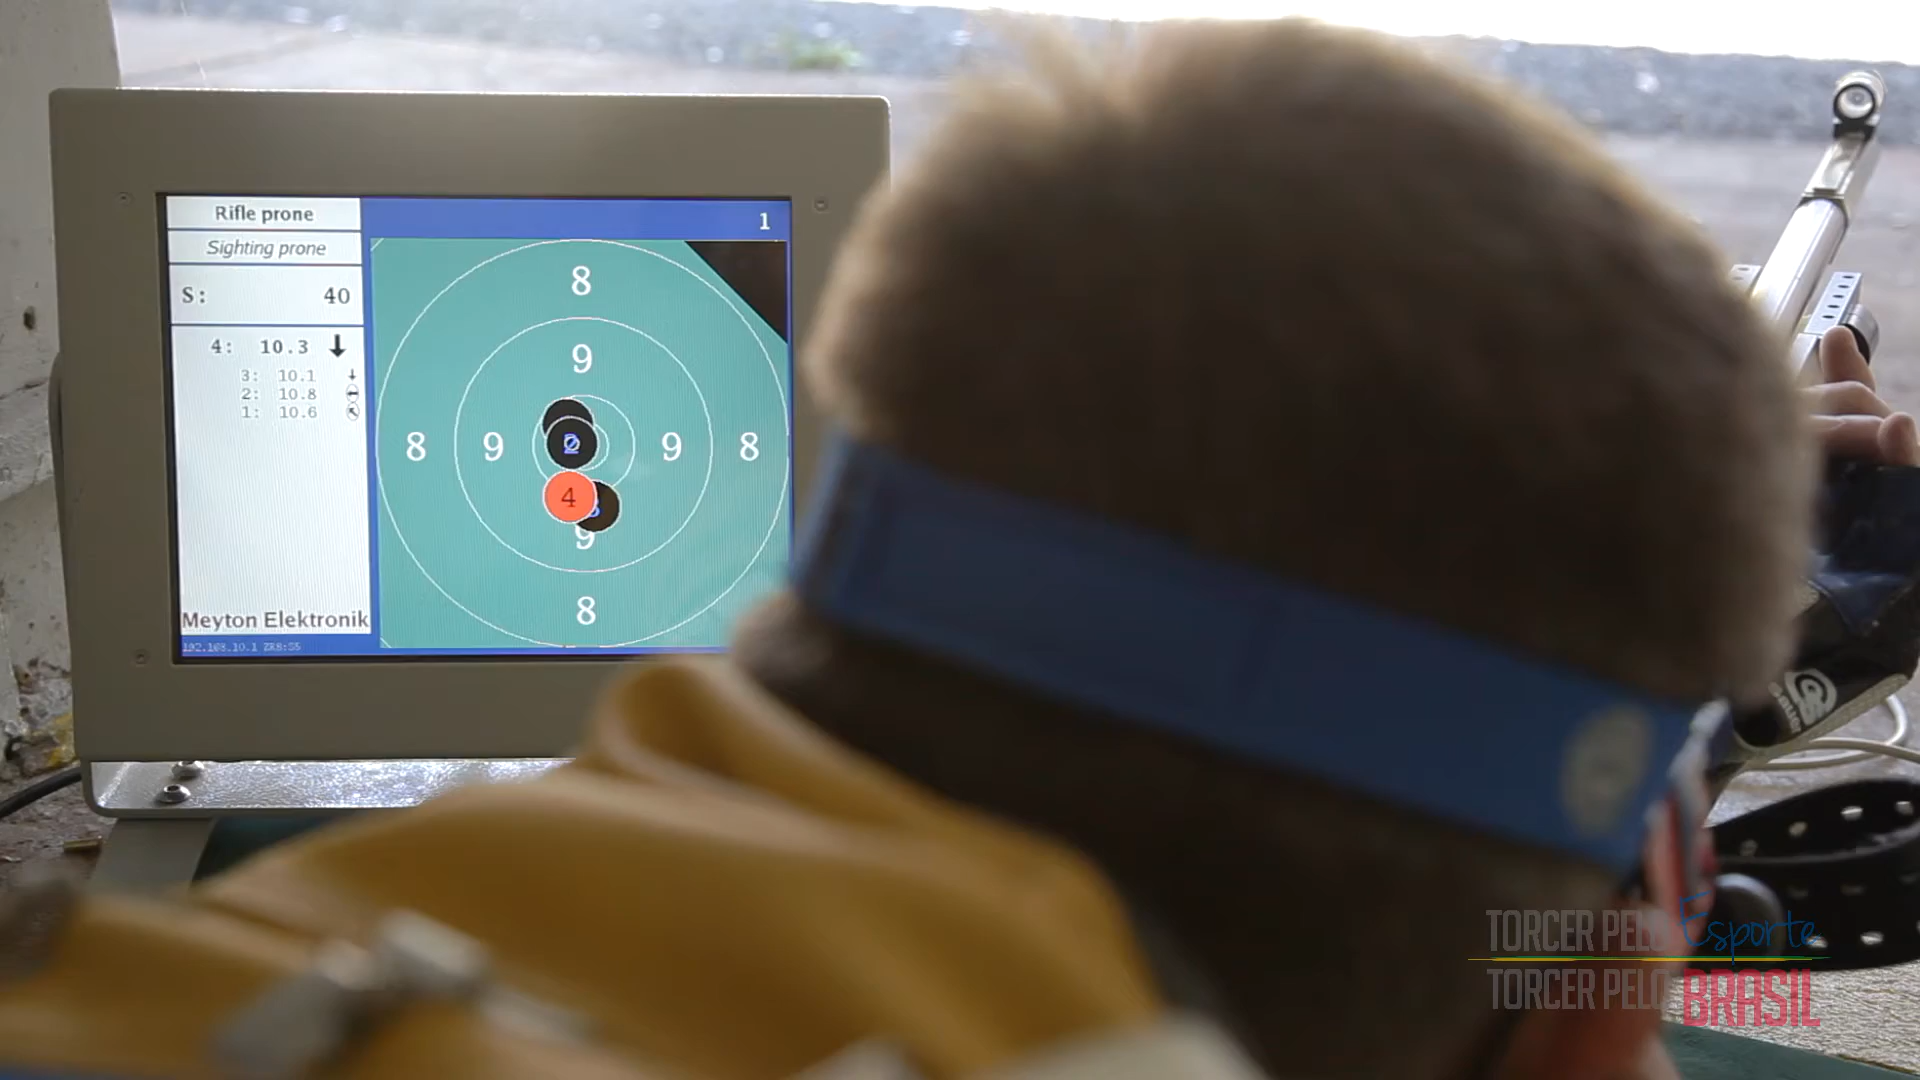 Rifle prone
Sighting prone
S: 40
4: 10.3
3: 10.1
2: 10.8
1: 10.6
1
8
9
8 9 9 8
2
4
9
8
Meyton Elektronik
TORCER PELO Esporte
TORCER PELO BRASIL